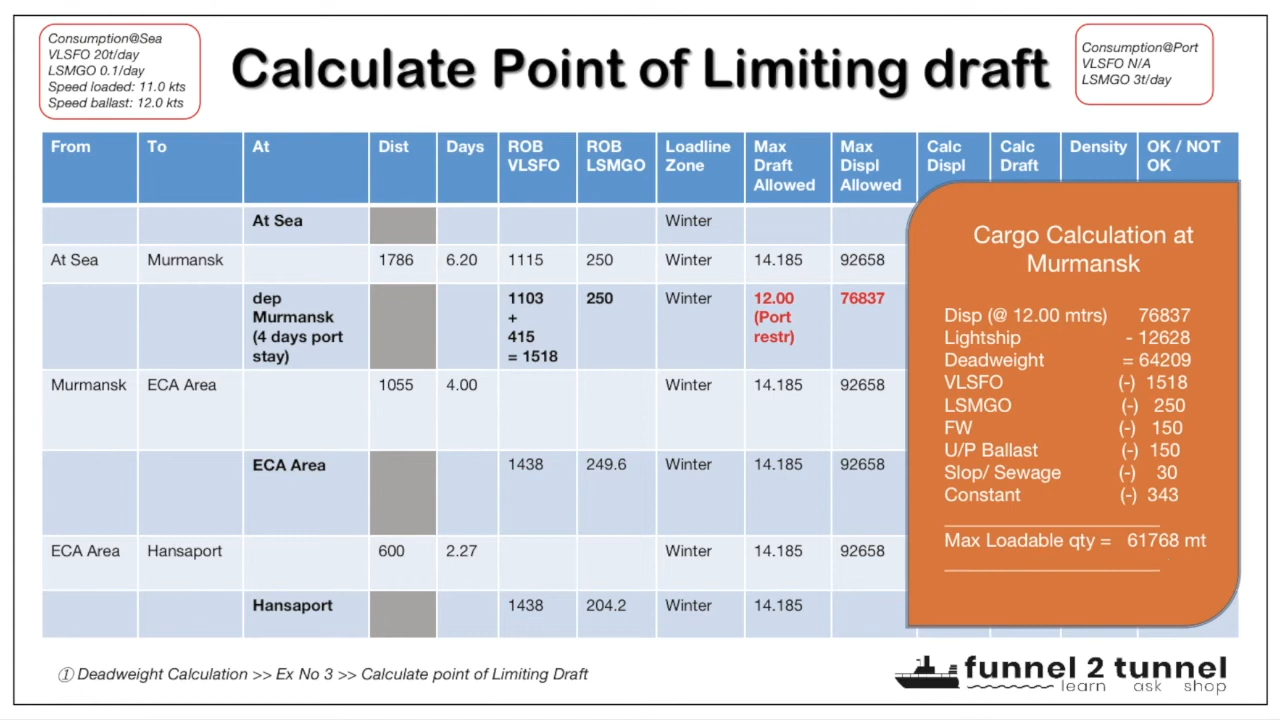 Consumption@Sea
VLSFO 20t/day
LSMGO 0.1/day
Speed loaded: 11.0 kts
Speed ballast: 12.0 kts
Calculate Point of Limiting draft
Consumption@Port
VLSFO N/A
LSMGO 3t/day
From To At Dist Days ROB VLSFO ROB LSMGO Loadline Zone Max Draft Allowed Max Displ Allowed Calc Displ Calc Draft Density OK / NOT OK
At Sea Winter
At Sea Murmansk 1786 6.20 1115 250 Winter 14.185 92658
dep Murmansk (4 days port stay) 1103 + 415 = 1518 250 Winter 12.00 (Port restr) 76837
Murmansk ECA Area 1055 4.00 Winter 14.185 92658
ECA Area 1438 249.6 Winter 14.185 92658
ECA Area Hansaport 600 2.27 Winter 14.185 92658
Hansaport 1438 204.2 Winter 14.185
Cargo Calculation at
Murmansk
Disp (@ 12.00 mtrs) 76837
Lightship - 12628
Deadweight = 64209
VLSFO (-) 1518
LSMGO (-) 250
FW (-) 150
U/P Ballast (-) 150
Slop/ Sewage (-) 30
Constant (-) 343
Max Loadable qty = 61768 mt
① Deadweight Calculation >> Ex No 3 >> Calculate point of Limiting Draft
funnel 2 tunnel
learn ask shop